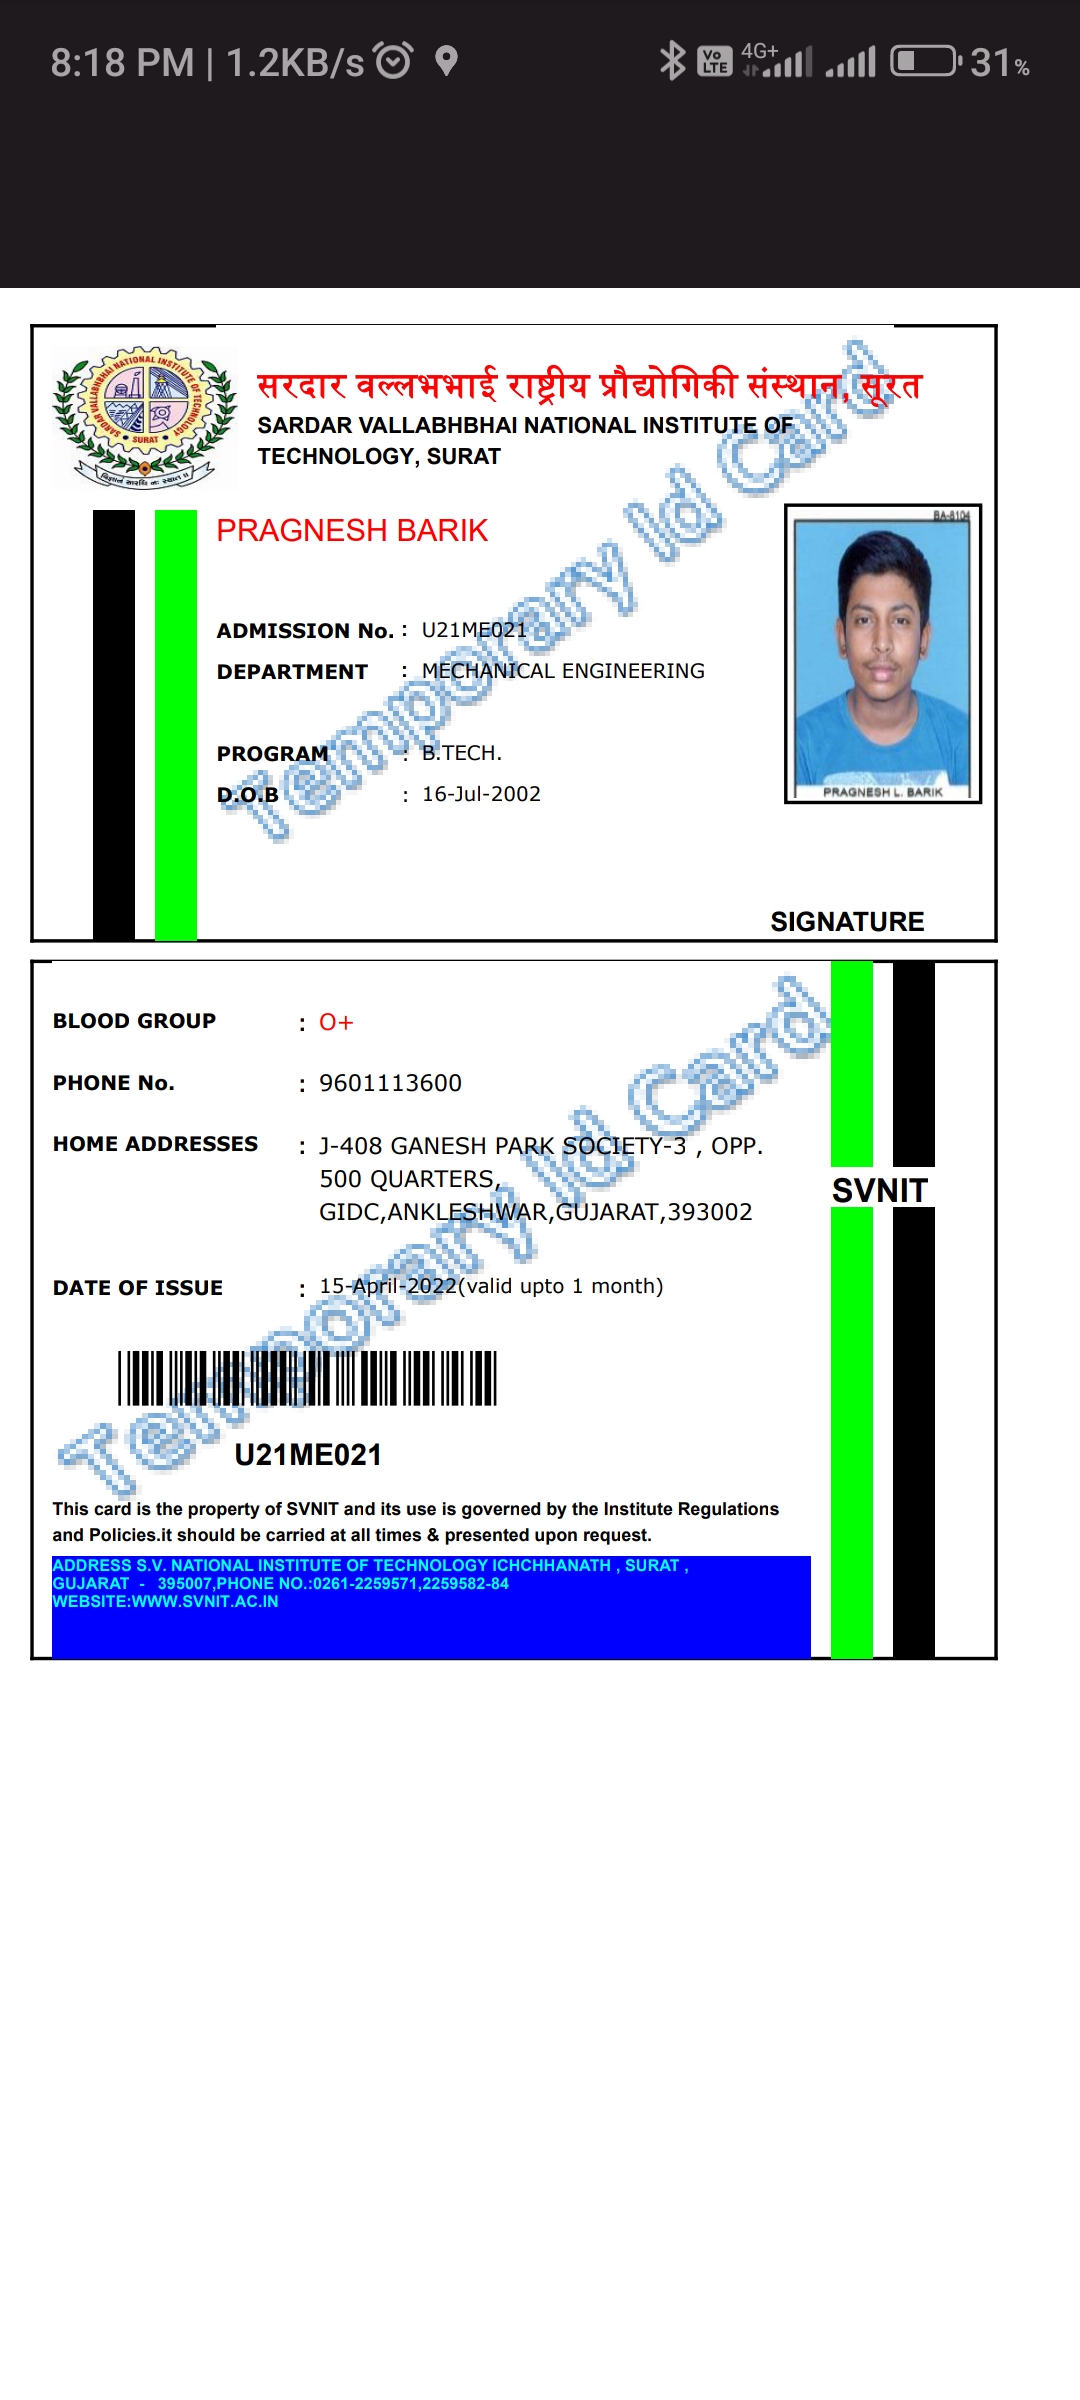 8:18 PM | 1.2KB/s
Vo LTE 4G+ 31%
सरदार वल्लभभाई राष्ट्रीय प्रौद्योगिकी संस्थान, सूरत
SARDAR VALLABHBHAI NATIONAL INSTITUTE OF
TECHNOLOGY, SURAT
SARDAR VALLABHBHAI NATIONAL INSTITUTE OF TECHNOLOGY
• SURAT •
PRAGNESH BARIK
BA-8104
ADMISSION No. : U21ME021
DEPARTMENT : MECHANICAL ENGINEERING
PROGRAM : B.TECH.
D.O.B : 16-Jul-2002
PRAGNESH L. BARIK
Temporary Id Card
SIGNATURE
BLOOD GROUP : O+
PHONE No. : 9601113600
HOME ADDRESSES : J-408 GANESH PARK SOCIETY-3 , OPP.
500 QUARTERS,
GIDC,ANKLESHWAR,GUJARAT,393002
SVNIT
DATE OF ISSUE : 15-April-2022(valid upto 1 month)
Temporary Id Card
U21ME021
This card is the property of SVNIT and its use is governed by the Institute Regulations
and Policies.it should be carried at all times & presented upon request.
ADDRESS S.V. NATIONAL INSTITUTE OF TECHNOLOGY ICHCHHANATH , SURAT ,
GUJARAT - 395007,PHONE NO.:0261-2259571,2259582-84
WEBSITE:WWW.SVNIT.AC.IN